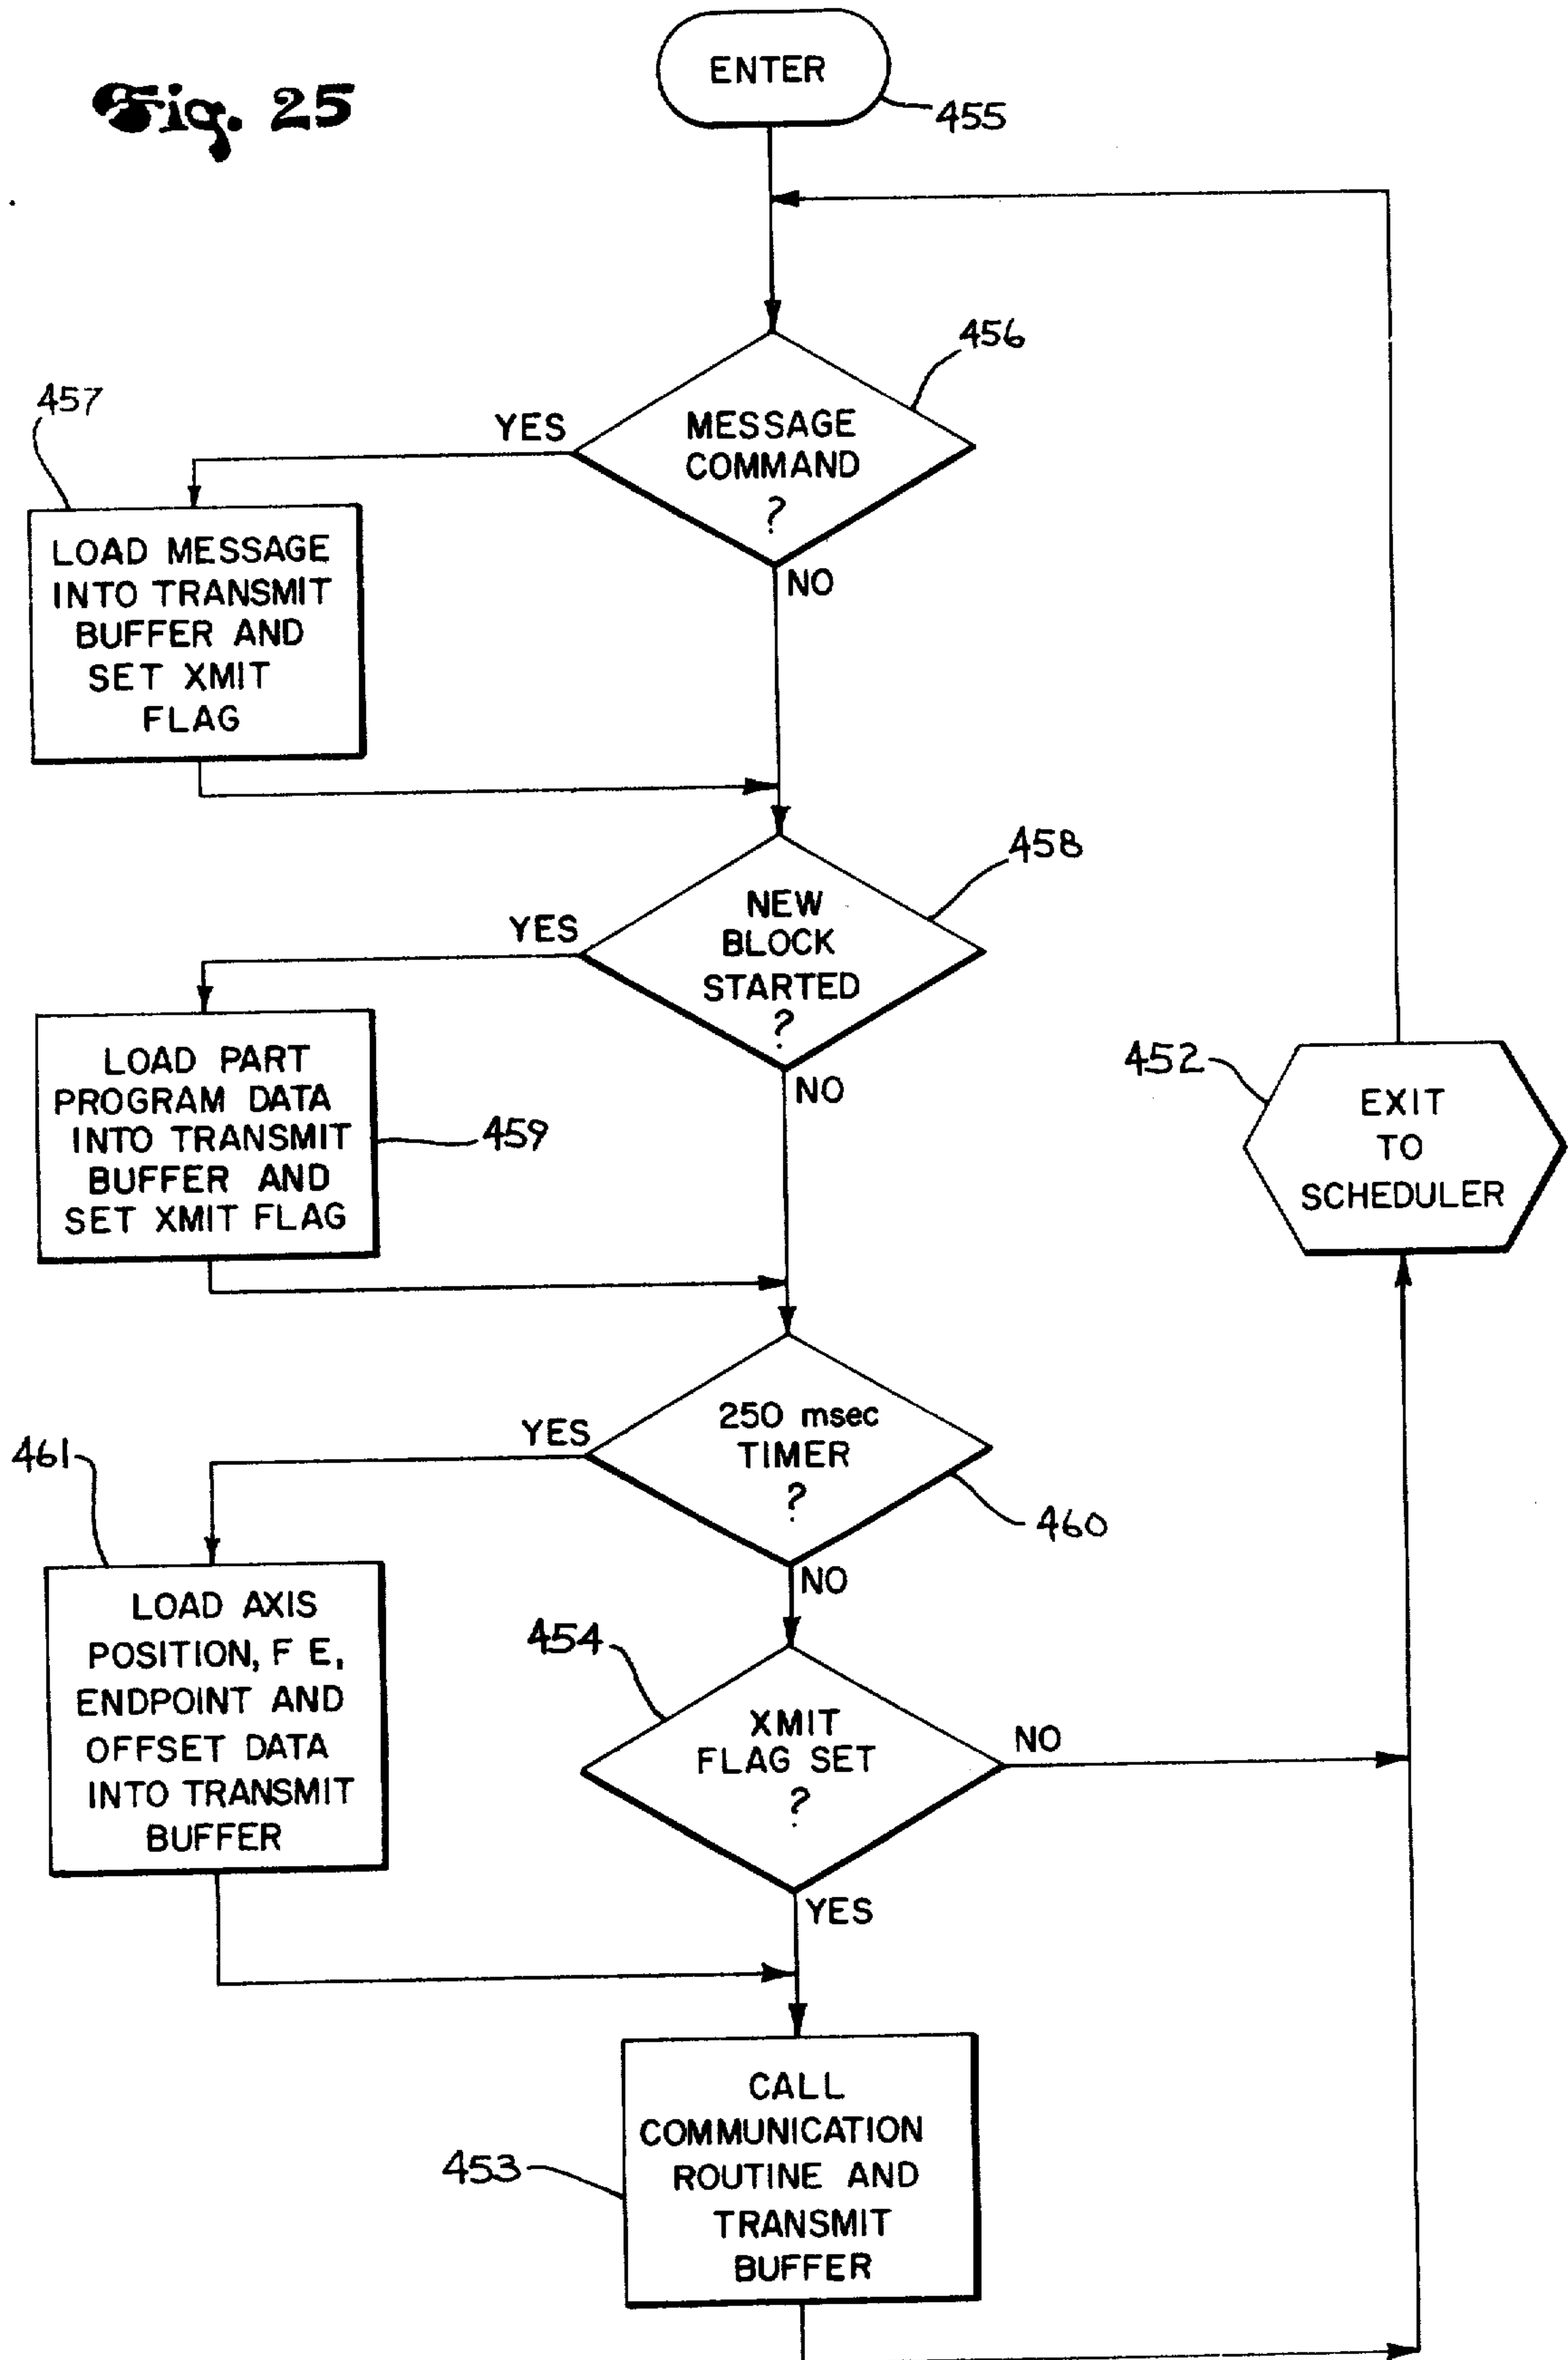 Fig. 25
ENTER
455
456
MESSAGE
COMMAND
?
YES
NO
457
LOAD MESSAGE
INTO TRANSMIT
BUFFER AND
SET XMIT
FLAG
458
NEW
BLOCK
STARTED
?
YES
NO
LOAD PART
PROGRAM DATA
INTO TRANSMIT
BUFFER AND
SET XMIT FLAG
459
452
EXIT
TO
SCHEDULER
250 msec
TIMER
?
YES
NO
460
461
LOAD AXIS
POSITION, F E,
ENDPOINT AND
OFFSET DATA
INTO TRANSMIT
BUFFER
454
XMIT
FLAG SET
?
NO
YES
453
CALL
COMMUNICATION
ROUTINE AND
TRANSMIT
BUFFER